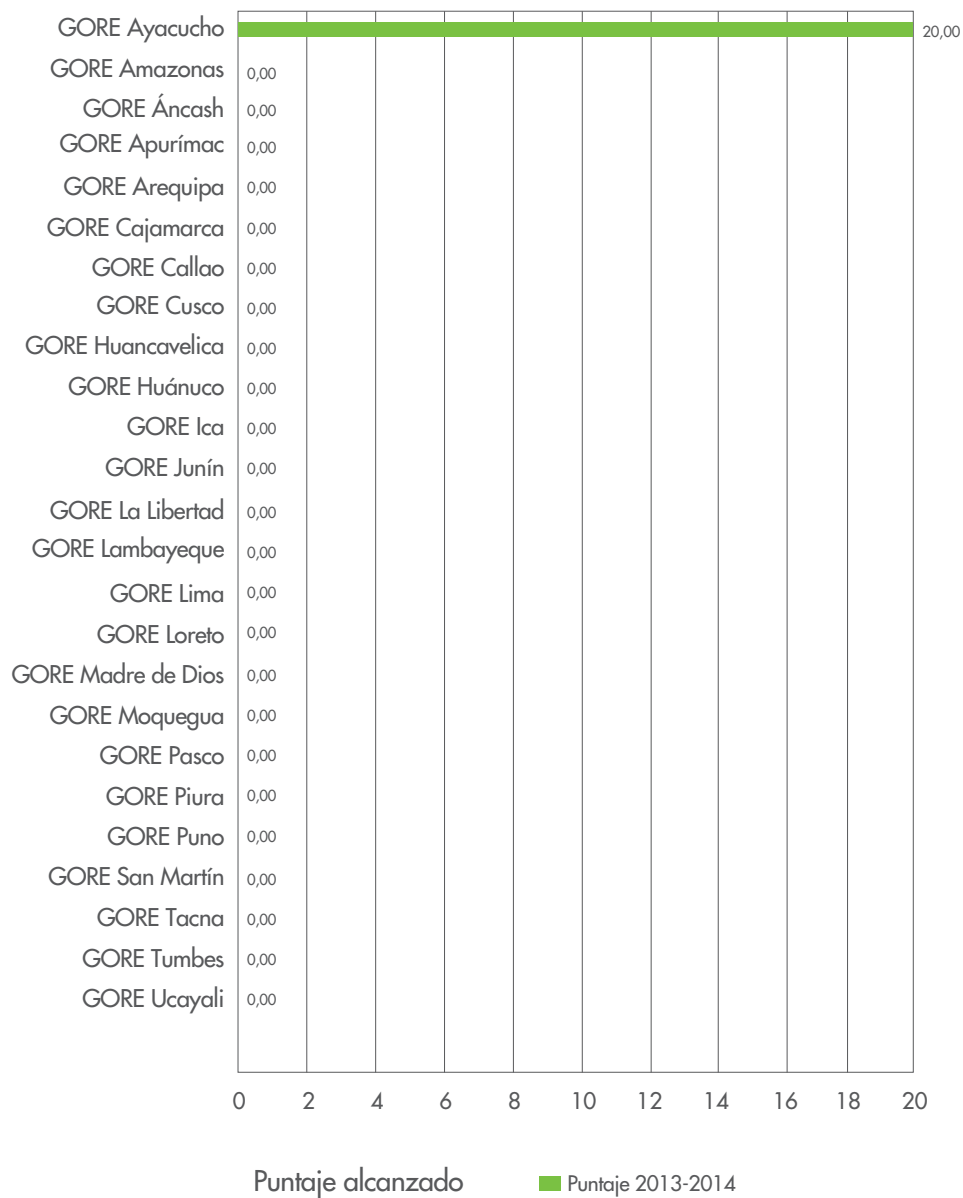 GORE Ayacucho 20,00
GORE Amazonas 0,00
GORE Áncash 0,00
GORE Apurímac 0,00
GORE Arequipa 0,00
GORE Cajamarca 0,00
GORE Callao 0,00
GORE Cusco 0,00
GORE Huancavelica 0,00
GORE Huánuco 0,00
GORE Ica 0,00
GORE Junín 0,00
GORE La Libertad 0,00
GORE Lambayeque 0,00
GORE Lima 0,00
GORE Loreto 0,00
GORE Madre de Dios 0,00
GORE Moquegua 0,00
GORE Pasco 0,00
GORE Piura 0,00
GORE Puno 0,00
GORE San Martín 0,00
GORE Tacna 0,00
GORE Tumbes 0,00
GORE Ucayali 0,00
0 2 4 6 8 10 12 14 16 18 20
Puntaje alcanzado Puntaje 2013-2014